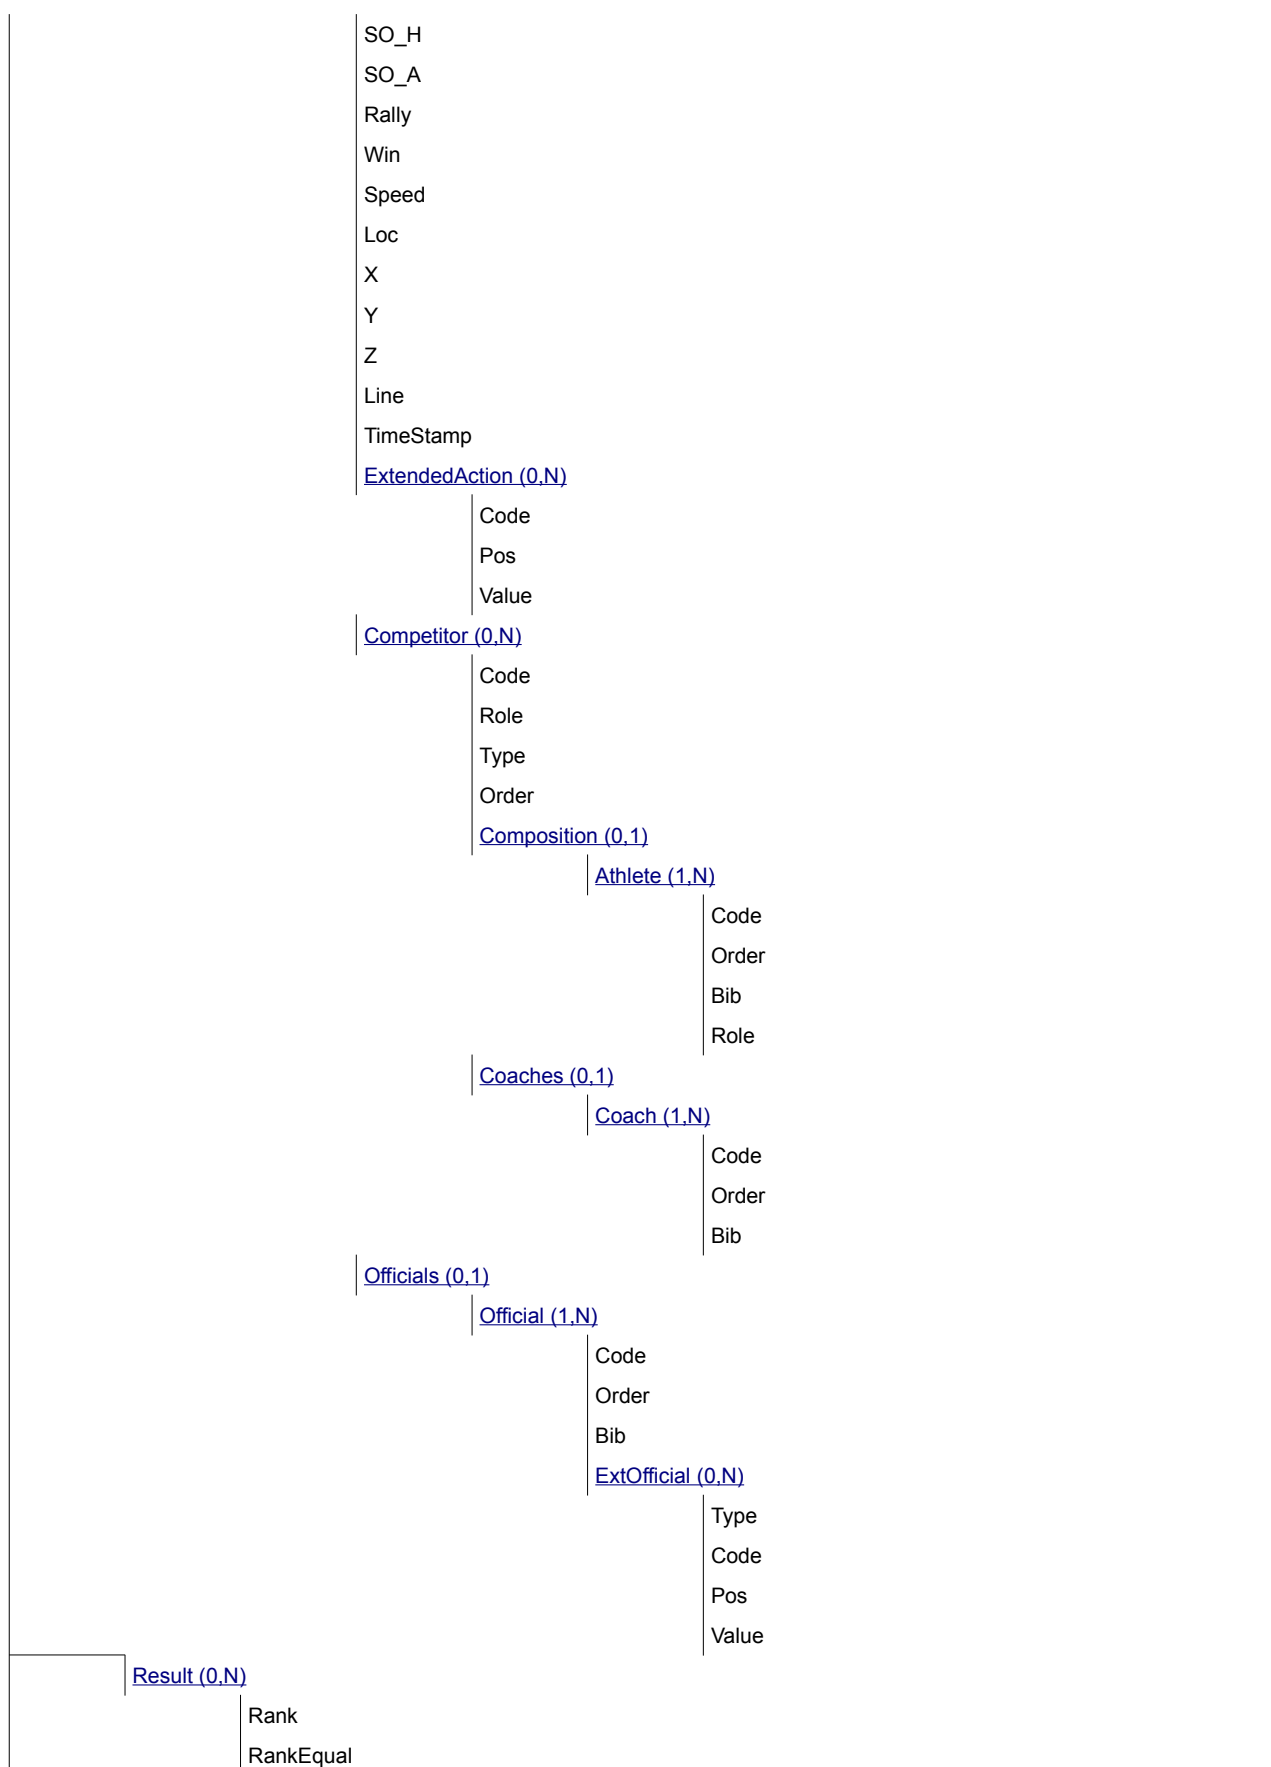 SO_H
SO_A
Rally
Win
Speed
Loc
X
Y
Z
Line
TimeStamp
ExtendedAction (0,N)
Code
Pos
Value
Competitor (0,N)
Code
Role
Type
Order
Composition (0,1)
Athlete (1,N)
Code
Order
Bib
Role
Coaches (0,1)
Coach (1,N)
Code
Order
Bib
Officials (0,1)
Official (1,N)
Code
Order
Bib
ExtOfficial (0,N)
Type
Code
Pos
Value
Result (0,N)
Rank
RankEqual